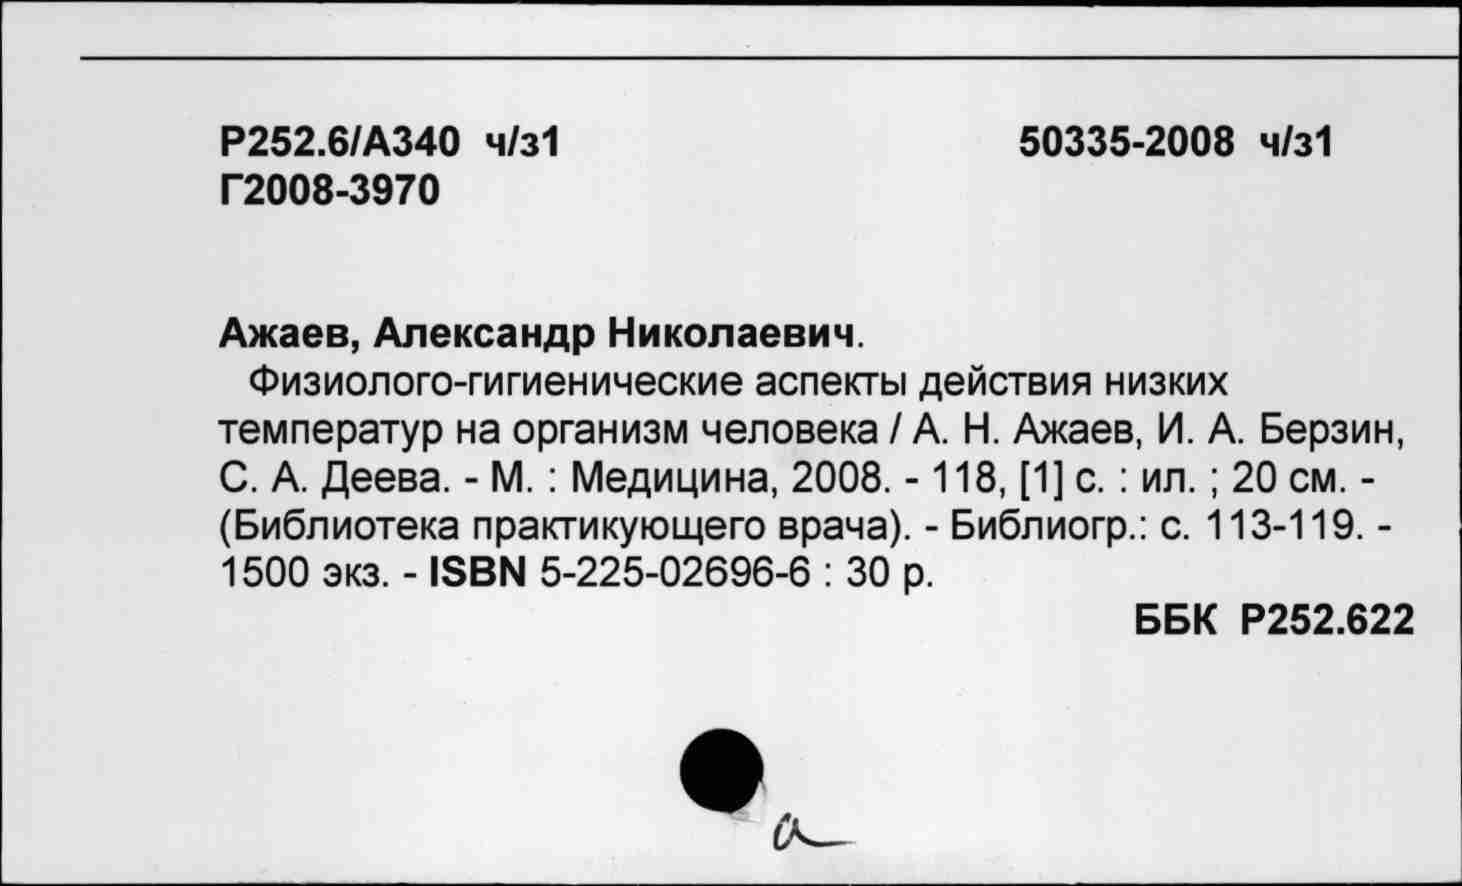 Р252.6/А340 ч/з1 50335-2008 ч/з1
Г2008-3970
Ажаев, Александр Николаевич.
Физиолого-гигиенические аспекты действия низких
температур на организм человека / А. Н. Ажаев, И. А. Берзин,
С. А. Деева. - М. : Медицина, 2008. - 118, [1] с. : ил. ; 20 см. -
(Библиотека практикующего врача). - Библиогр.: с. 113-119. -
1500 экз. - ISBN 5-225-02696-6 : 30 р.
ББК Р252.622
а